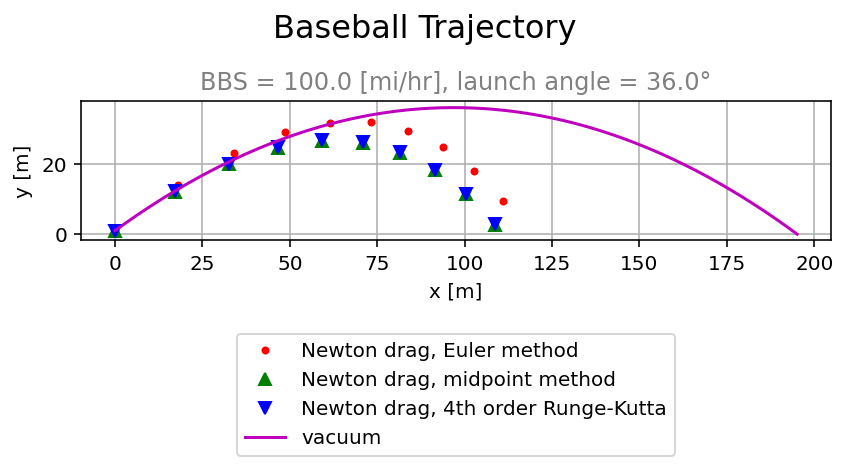 Baseball Trajectory
BBS = 100.0 [mi/hr], launch angle = 36.0°
y [m]
20
0
0 25 50 75 100 125 150 175 200
x [m]
Newton drag, Euler method
Newton drag, midpoint method
Newton drag, 4th order Runge-Kutta
vacuum